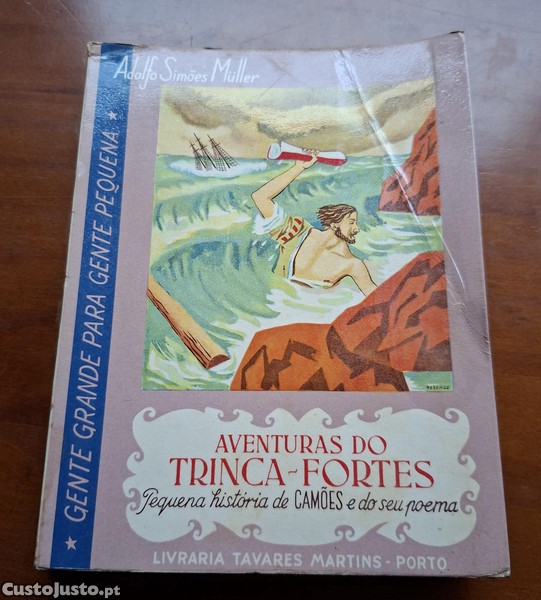 Adolfo Simões Müller
★ GENTE GRANDE PARA GENTE PEQUENA ★
AVENTURAS DO
TRINCA-FORTES
Pequena história de CAMÕES e do seu poema
LIVRARIA TAVARES MARTINS - PORTO
CustoJusto.pt